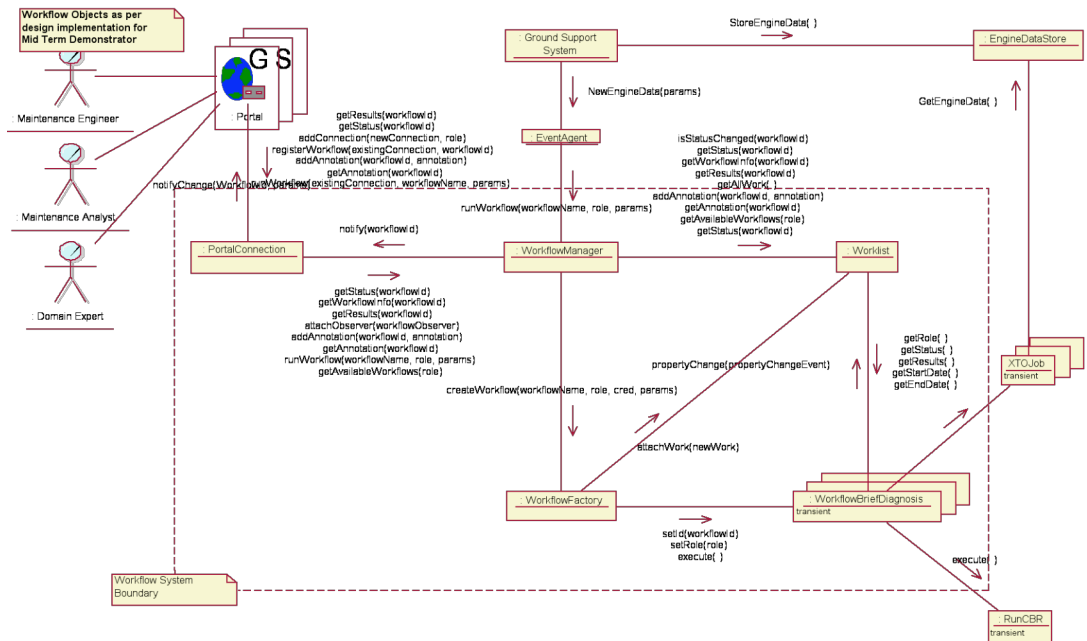 Workflow Objects as per
design implementation for
Mid Term Demonstrator
G S
: Portal
: Maintenance Engineer
: Maintenance Analyst
: Domain Expert
: Ground Support
System
StoreEngineData( )
: EngineDataStore
NewEngineData(params)
GetEngineData( )
: EventAgent
getResults(workflowId)
getStatus(workflowId)
addConnection(newConnection, role)
registerWorkflow(existingConnection, workflowId)
addAnnotation(workflowId, annotation)
getAnnotation(workflowId)
runWorkflow(existingConnection, workflowName, params)
notifyChange(WorkflowId, params)
isStatusChanged(workflowId)
getStatus(workflowId)
getWorkflowInfo(workflowId)
getResults(workflowId)
getAllWork( )
addAnnotation(workflowId, annotation)
getAnnotation(workflowId)
getAvailableWorkflows(role)
getStatus(workflowId)
runWorkflow(workflowName, role, params)
notify(workflowId)
: PortalConnection
: WorkflowManager
: Worklist
getStatus(workflowId)
getWorkflowInfo(workflowId)
getResults(workflowId)
attachObserver(workflowObserver)
addAnnotation(workflowId, annotation)
getAnnotation(workflowId)
runWorkflow(workflowName, role, params)
getAvailableWorkflows(role)
getRole( )
getStatus( )
getResults( )
getStartDate( )
getEndDate( )
propertyChange(propertyChangeEvent)
: XTOJob
transient
createWorkflow(workflowName, role, cred, params)
attachWork(newWork)
: WorkflowFactory
: WorkflowBriefDiagnosis
transient
setId(workflowId)
setRole(role)
execute( )
execute( )
Workflow System
Boundary
: RunCBR
transient